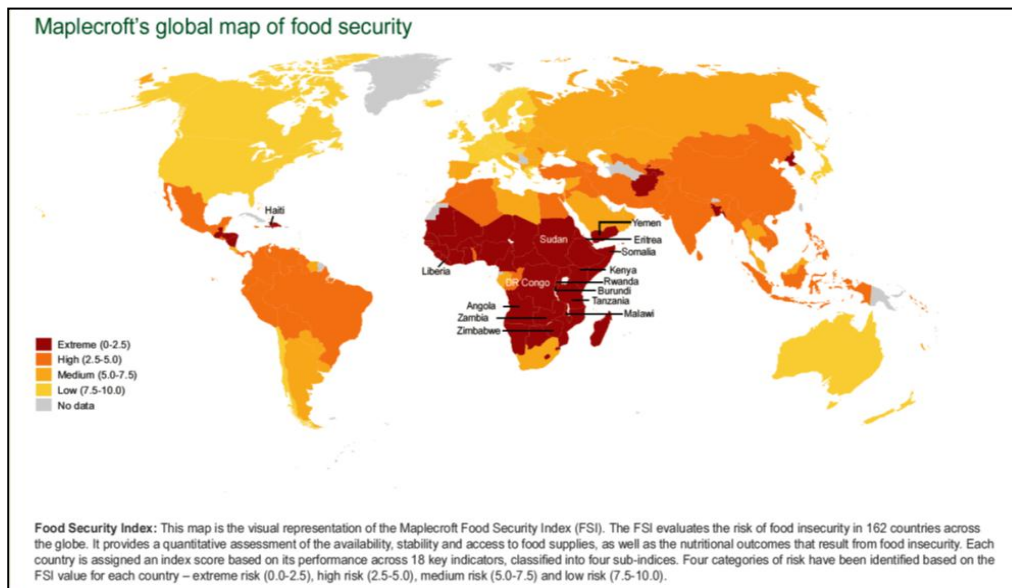 Maplecroft's global map of food security
Haiti
Yemen
Sudan
Eritrea
Somalia
Liberia
Kenya
DR Congo
Rwanda
Burundi
Angola
Tanzania
Zambia
Malawi
Zimbabwe
Extreme (0-2.5)
High (2.5-5.0)
Medium (5.0-7.5)
Low (7.5-10.0)
No data
Food Security Index: This map is the visual representation of the Maplecroft Food Security Index (FSI). The FSI evaluates the risk of food insecurity in 162 countries across
the globe. It provides a quantitative assessment of the availability, stability and access to food supplies, as well as the nutritional outcomes that result from food insecurity. Each
country is assigned an index score based on its performance across 18 key indicators, classified into four sub-indices. Four categories of risk have been identified based on the
FSI value for each country – extreme risk (0.0-2.5), high risk (2.5-5.0), medium risk (5.0-7.5) and low risk (7.5-10.0).